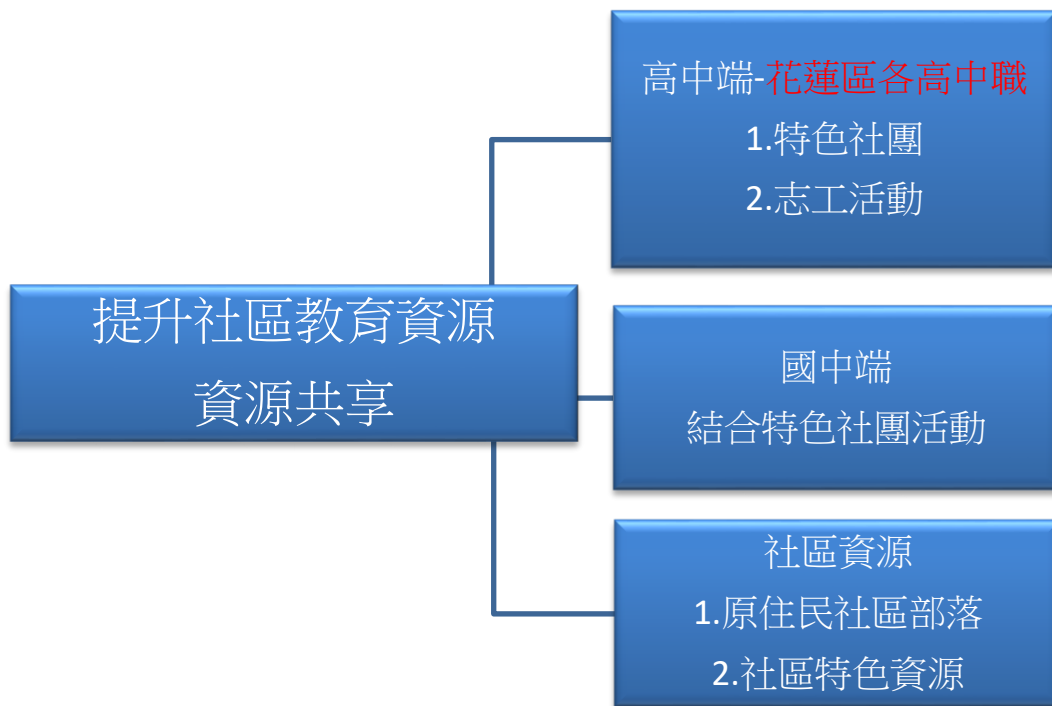 高中端-花蓮區各高中職
1.特色社團
2.志工活動
提升社區教育資源
資源共享
國中端
結合特色社團活動
社區資源
1.原住民社區部落
2.社區特色資源